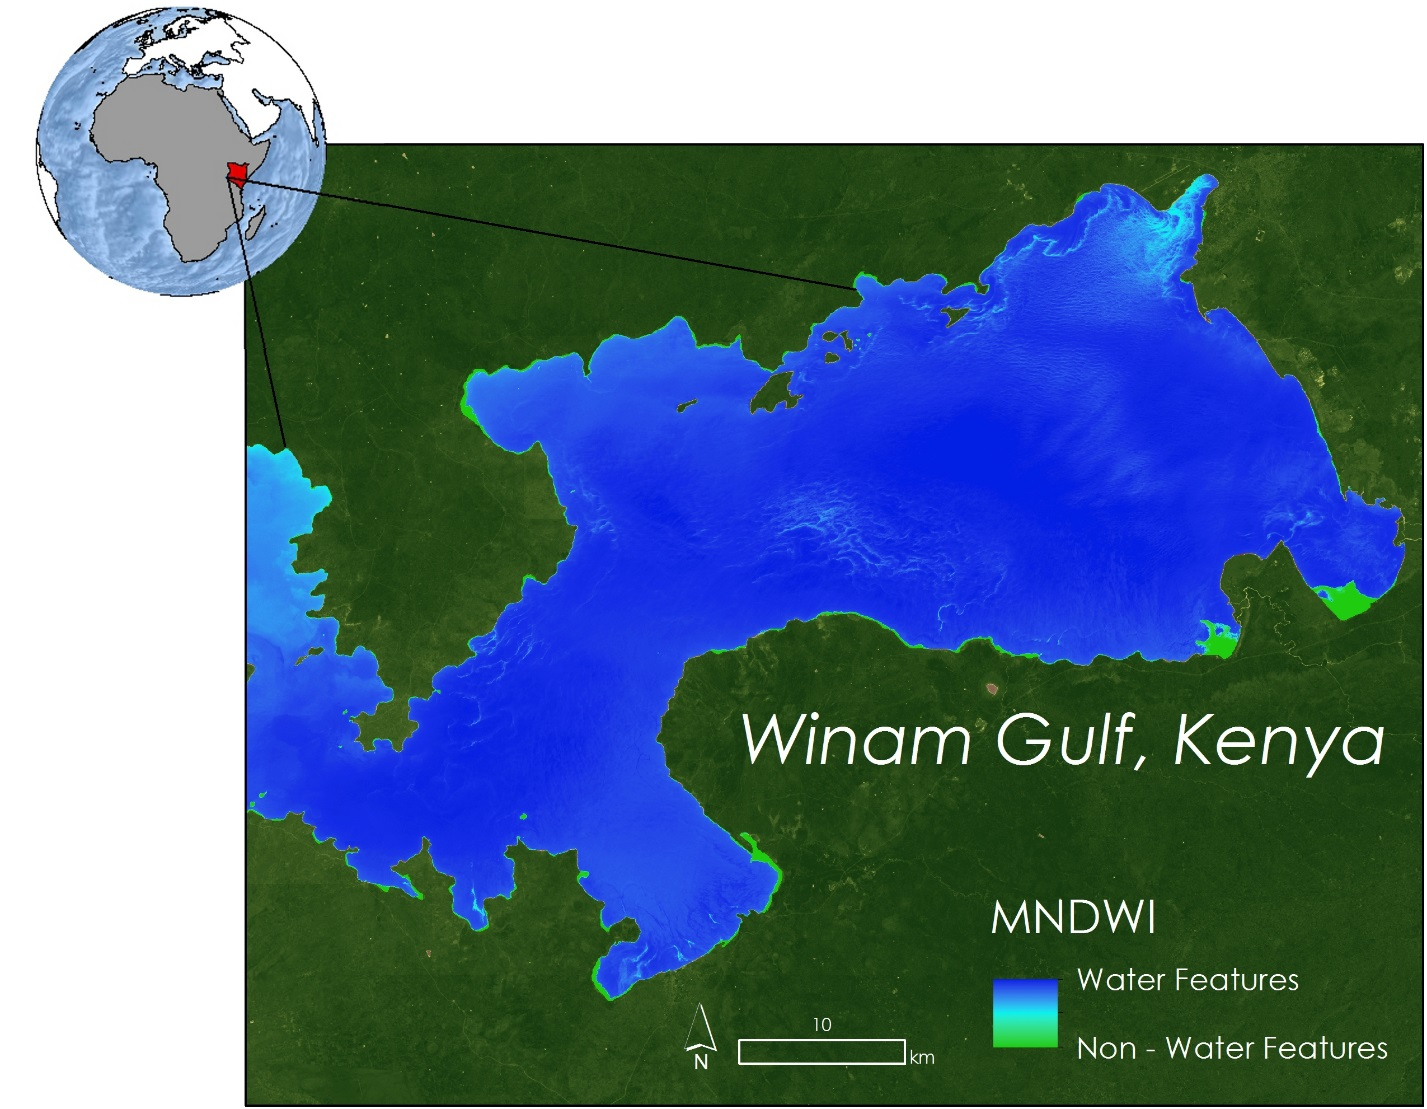 Winam Gulf, Kenya
MNDWI
Water Features
Non - Water Features
10
km
N